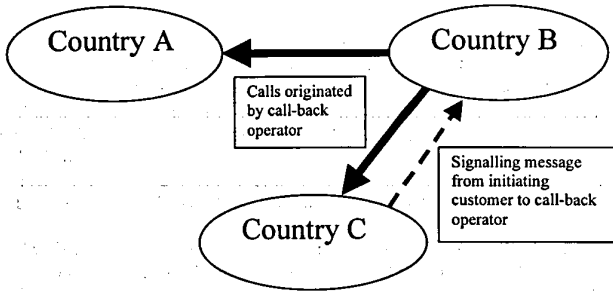 Country A
Country B
Calls originated
by call-back
operator
Signalling message
from initiating
customer to call-back
operator
Country C